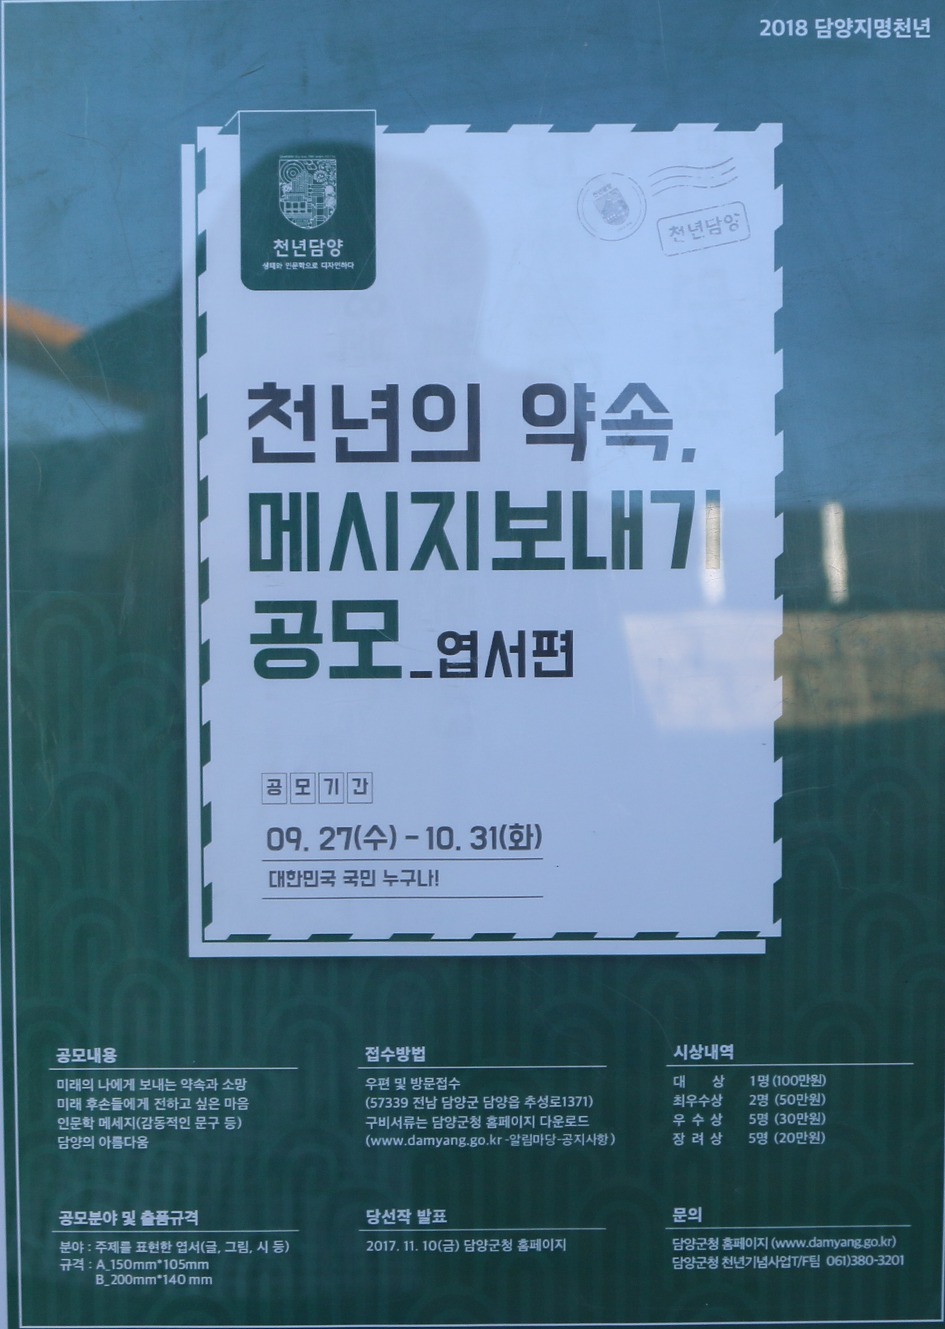 2018 담양지명천년
천년담양
생태와 인문학으로 디자인하다
천년담양
천년의 약속,
메시지보내기
공모_엽서편
공모기간
09. 27(수) - 10. 31(화)
대한민국 국민 누구나!
공모내용
미래의 나에게 보내는 약속과 소망
미래 후손들에게 전하고 싶은 마음
인문학 메세지(감동적인 문구 등)
담양의 아름다움
접수방법
우편 및 방문접수
(57339 전남 담양군 담양읍 추성로1371)
구비서류는 담양군청 홈페이지 다운로드
(www.damyang.go.kr-알림마당-공지사항)
시상내역
대 상 1명 (100만원)
최우수상 2명 (50만원)
우 수 상 5명 (30만원)
장 려 상 5명 (20만원)
공모분야 및 출품규격
분야 : 주제를 표현한 엽서(글, 그림, 시 등)
규격 : A_150mm*105mm
B_200mm*140 mm
당선작 발표
2017. 11. 10(금) 담양군청 홈페이지
문의
담양군청 홈페이지 (www.damyang.go.kr)
담양군청 천년기념사업T/F팀 061)380-3201